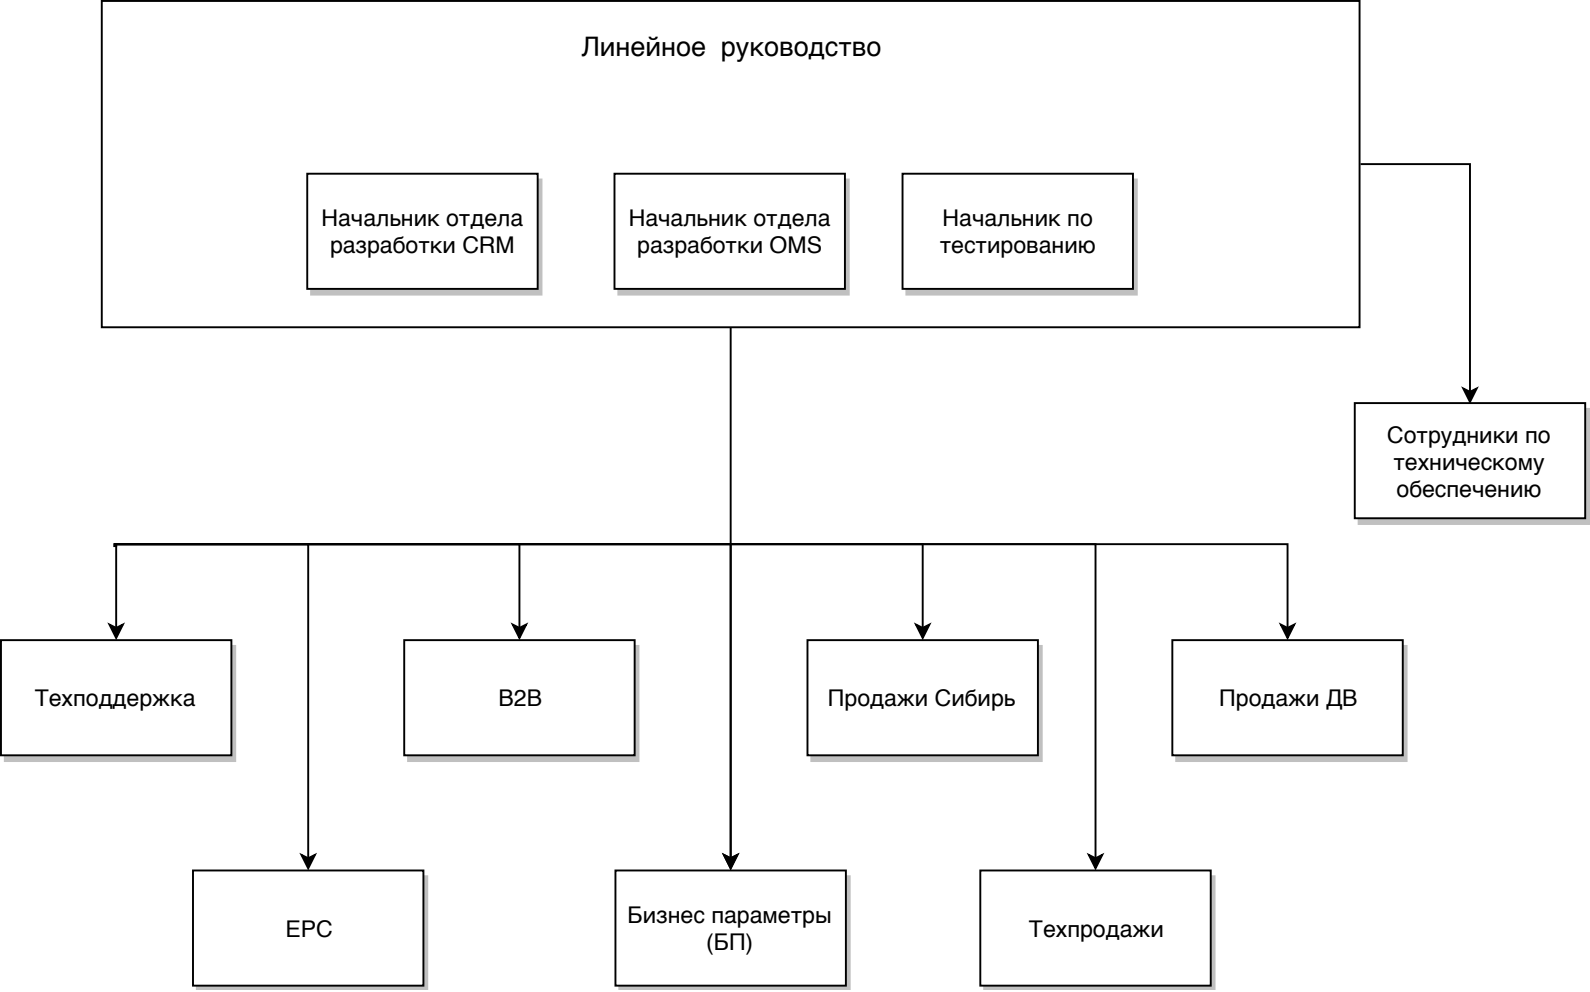 Линейное руководство
Начальник отдела
разработки CRM
Начальник отдела
разработки OMS
Начальник по
тестированию
Сотрудники по
техническому
обеспечению
Техподдержка
B2B
Продажи Сибирь
Продажи ДВ
EPC
Бизнес параметры
(БП)
Техпродажи